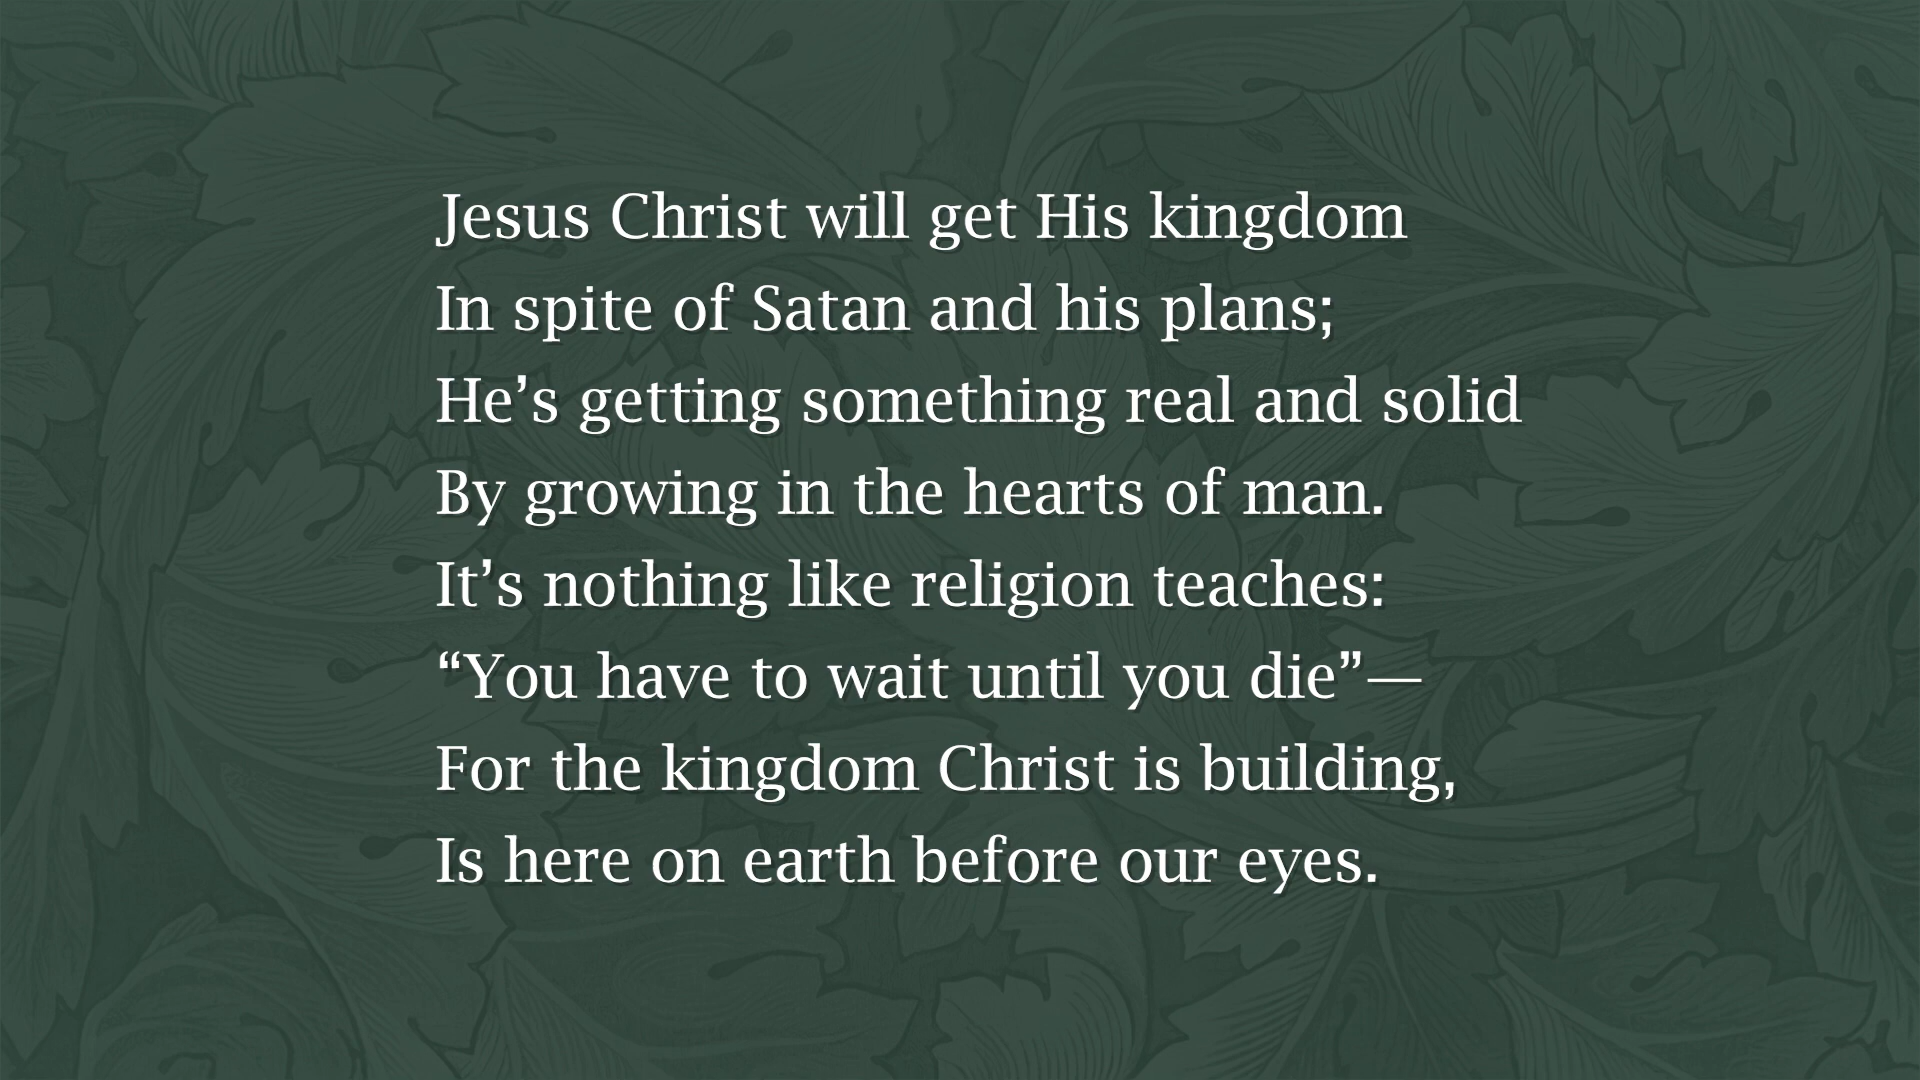 Jesus Christ will get His kingdom
In spite of Satan and his plans;
He’s getting something real and solid
By growing in the hearts of man.
It’s nothing like religion teaches:
“You have to wait until you die”—
For the kingdom Christ is building,
Is here on earth before our eyes.